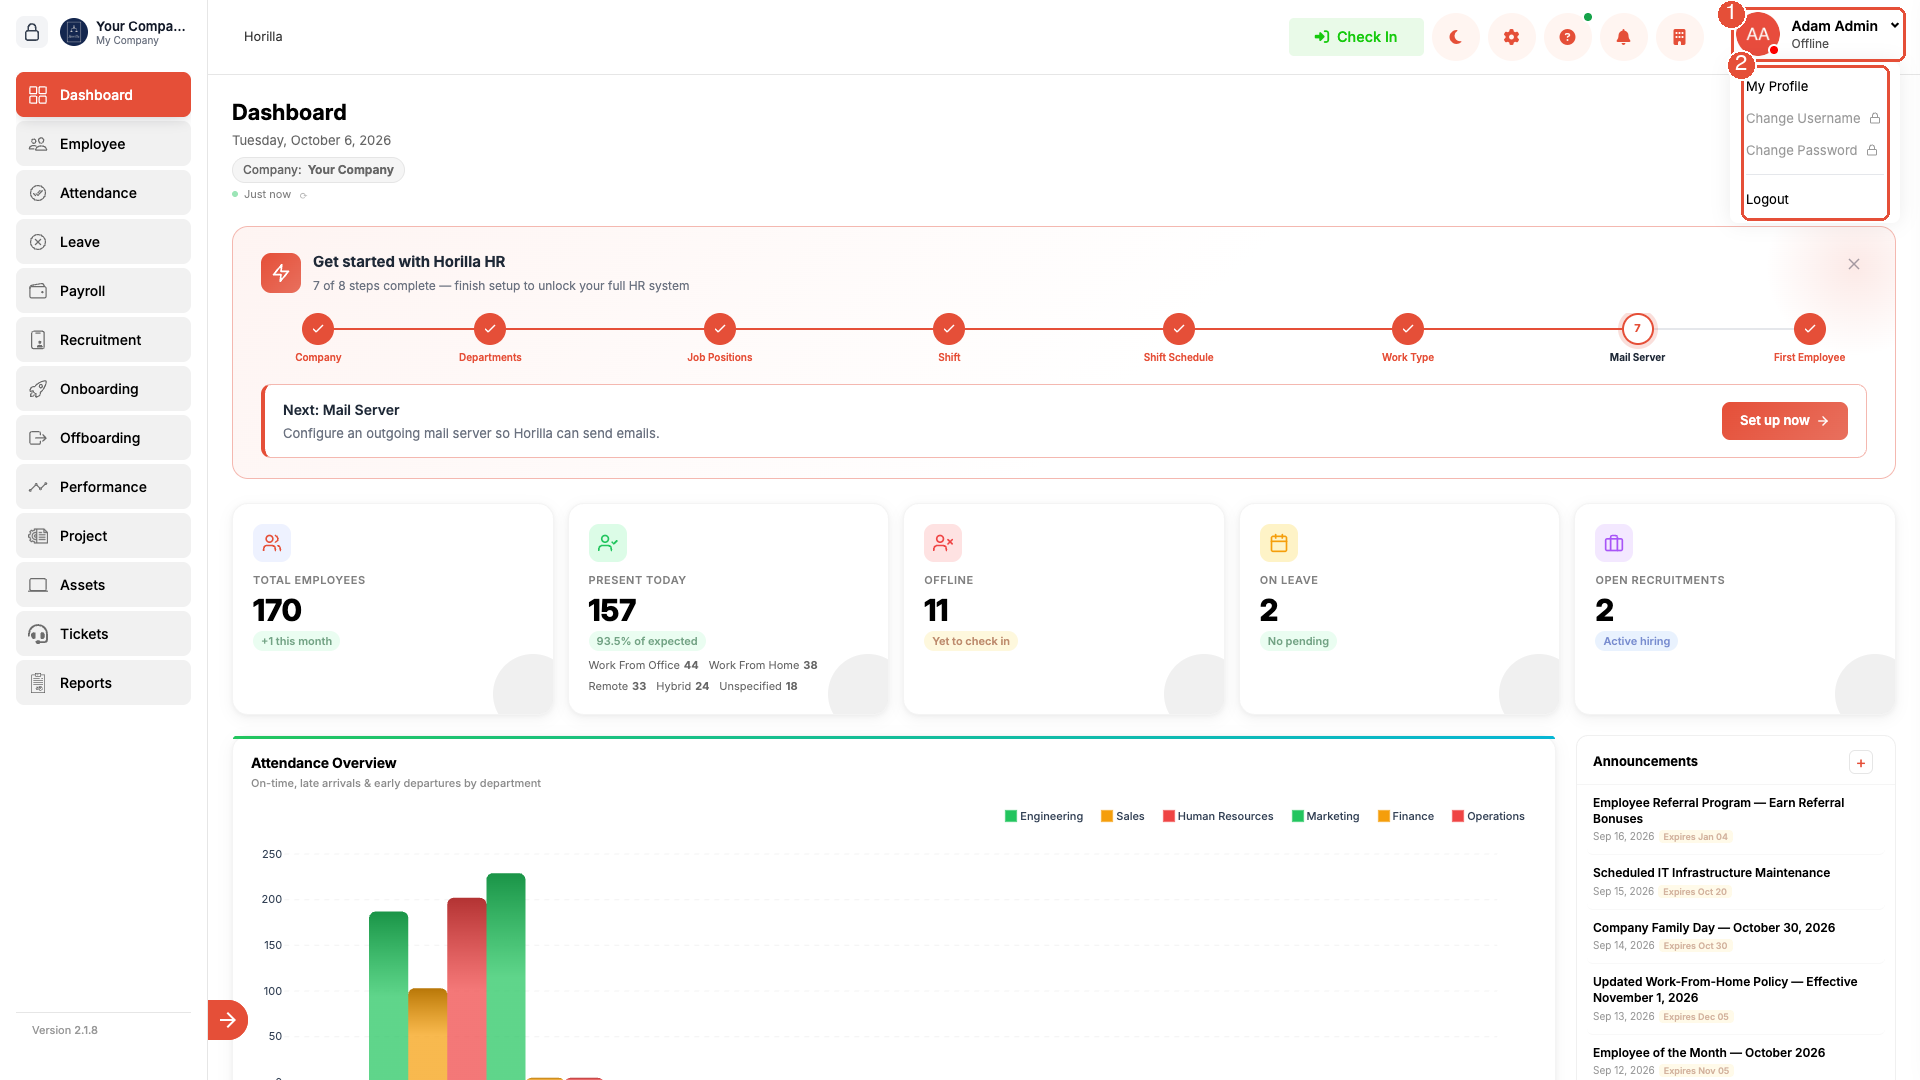 Your Compa...
My Company
Horilla
Check In
1
AA
Adam Admin
Offline
2
My Profile
Change Username
Change Password
Logout
Dashboard
Employee
Attendance
Leave
Payroll
Recruitment
Onboarding
Offboarding
Performance
Project
Assets
Tickets
Reports
Version 2.1.8
Dashboard
Tuesday, October 6, 2026
Company: Your Company
Just now
Get started with Horilla HR
7 of 8 steps complete — finish setup to unlock your full HR system
7
Company
Departments
Job Positions
Shift
Shift Schedule
Work Type
Mail Server
First Employee
Next: Mail Server
Configure an outgoing mail server so Horilla can send emails.
Set up now →
TOTAL EMPLOYEES
170
+1 this month
PRESENT TODAY
157
93.5% of expected
Work From Office 44 Work From Home 38
Remote 33 Hybrid 24 Unspecified 18
OFFLINE
11
Yet to check in
ON LEAVE
2
No pending
OPEN RECRUITMENTS
2
Active hiring
Attendance Overview
On-time, late arrivals & early departures by department
Engineering Sales Human Resources Marketing Finance Operations
250
200
150
100
50
Announcements
+
Employee Referral Program — Earn Referral
Bonuses
Sep 16, 2026 Expires Jan 04
Scheduled IT Infrastructure Maintenance
Sep 15, 2026 Expires Oct 20
Company Family Day — October 30, 2026
Sep 14, 2026 Expires Oct 30
Updated Work-From-Home Policy — Effective
November 1, 2026
Sep 13, 2026 Expires Dec 05
Employee of the Month — October 2026
Sep 12, 2026 Expires Nov 05